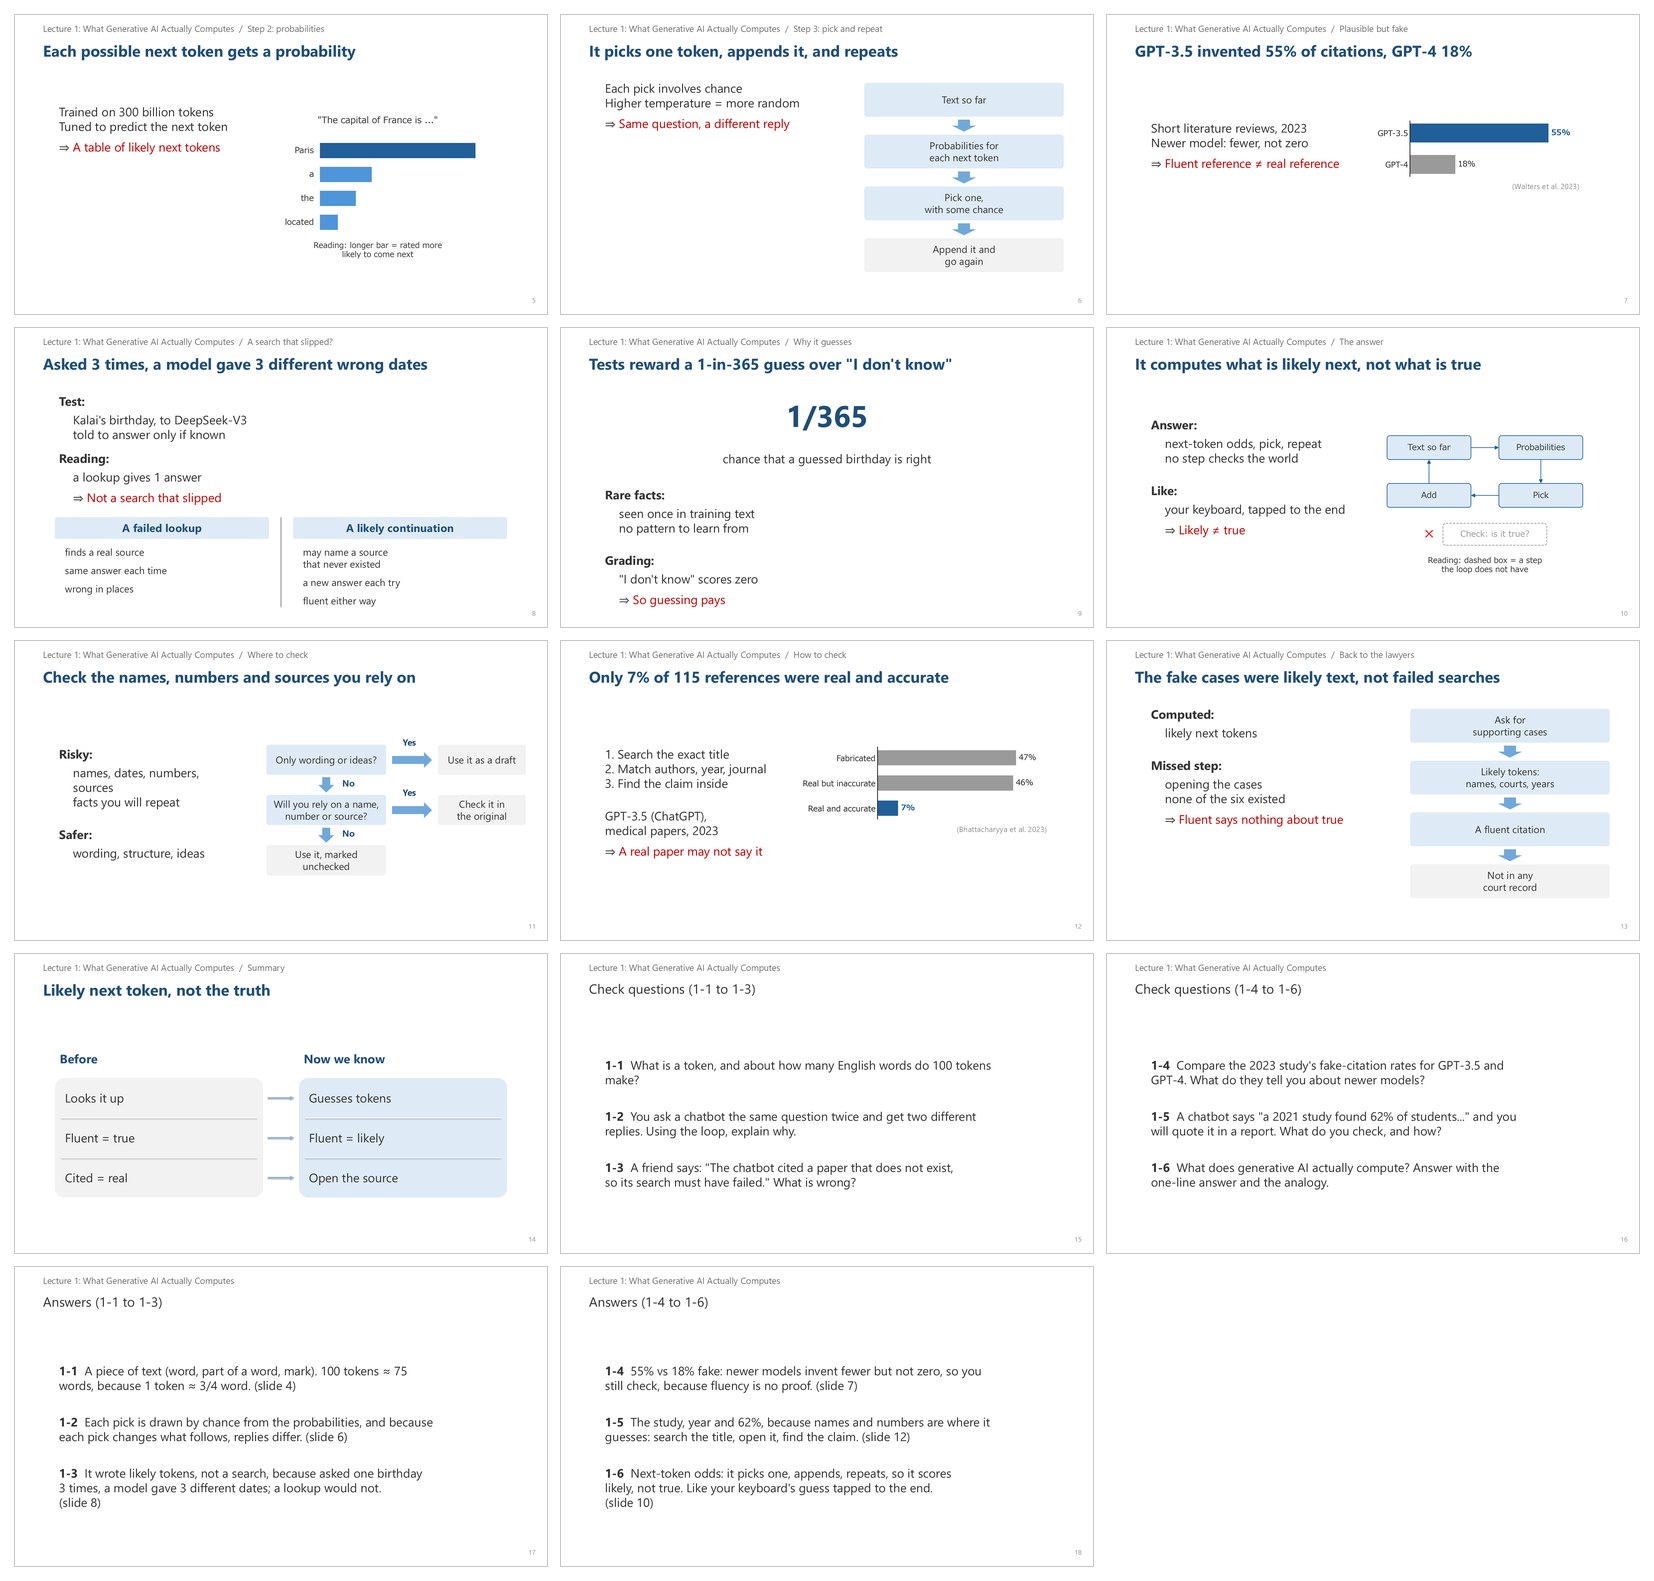 Lecture 1: What Generative AI Actually Computes / Step 2: probabilities
Each possible next token gets a probability
Trained on 300 billion tokens
Tuned to predict the next token
⇒ A table of likely next tokens
"The capital of France is ..."
Paris
a
the
located
Reading: longer bar = rated more
likely to come next
5
Lecture 1: What Generative AI Actually Computes / Step 3: pick and repeat
It picks one token, appends it, and repeats
Each pick involves chance
Higher temperature = more random
⇒ Same question, a different reply
Text so far
Probabilities for
each next token
Pick one,
with some chance
Append it and
go again
6
Lecture 1: What Generative AI Actually Computes / Plausible but fake
GPT-3.5 invented 55% of citations, GPT-4 18%
Short literature reviews, 2023
Newer model: fewer, not zero
⇒ Fluent reference ≠ real reference
GPT-3.5
55%
GPT-4
18%
(Walters et al. 2023)
7
Lecture 1: What Generative AI Actually Computes / A search that slipped?
Asked 3 times, a model gave 3 different wrong dates
Test:
Kalai's birthday, to DeepSeek-V3
told to answer only if known
Reading:
a lookup gives 1 answer
⇒ Not a search that slipped
A failed lookup
finds a real source
same answer each time
wrong in places
A likely continuation
may name a source
that never existed
a new answer each try
fluent either way
8
Lecture 1: What Generative AI Actually Computes / Why it guesses
Tests reward a 1-in-365 guess over "I don't know"
1/365
chance that a guessed birthday is right
Rare facts:
seen once in training text
no pattern to learn from
Grading:
"I don't know" scores zero
⇒ So guessing pays
9
Lecture 1: What Generative AI Actually Computes / The answer
It computes what is likely next, not what is true
Answer:
next-token odds, pick, repeat
no step checks the world
Like:
your keyboard, tapped to the end
⇒ Likely ≠ true
Text so far
Probabilities
Add
Pick
✕ Check: is it true?
Reading: dashed box = a step
the loop does not have
10
Lecture 1: What Generative AI Actually Computes / Where to check
Check the names, numbers and sources you rely on
Risky:
names, dates, numbers,
sources
facts you will repeat
Safer:
wording, structure, ideas
Only wording or ideas?
Yes
Use it as a draft
No
Will you rely on a name,
number or source?
Yes
Check it in
the original
No
Use it, marked
unchecked
11
Lecture 1: What Generative AI Actually Computes / How to check
Only 7% of 115 references were real and accurate
1. Search the exact title
2. Match authors, year, journal
3. Find the claim inside
GPT-3.5 (ChatGPT),
medical papers, 2023
⇒ A real paper may not say it
Fabricated
47%
Real but inaccurate
46%
Real and accurate
7%
(Bhattacharyya et al. 2023)
12
Lecture 1: What Generative AI Actually Computes / Back to the lawyers
The fake cases were likely text, not failed searches
Computed:
likely next tokens
Missed step:
opening the cases
none of the six existed
⇒ Fluent says nothing about true
Ask for
supporting cases
Likely tokens:
names, courts, years
A fluent citation
Not in any
court record
13
Lecture 1: What Generative AI Actually Computes / Summary
Likely next token, not the truth
Before
Now we know
Looks it up
Guesses tokens
Fluent = true
Fluent = likely
Cited = real
Open the source
14
Lecture 1: What Generative AI Actually Computes
Check questions (1-1 to 1-3)
1-1 What is a token, and about how many English words do 100 tokens
make?
1-2 You ask a chatbot the same question twice and get two different
replies. Using the loop, explain why.
1-3 A friend says: "The chatbot cited a paper that does not exist,
so its search must have failed." What is wrong?
15
Lecture 1: What Generative AI Actually Computes
Check questions (1-4 to 1-6)
1-4 Compare the 2023 study's fake-citation rates for GPT-3.5 and
GPT-4. What do they tell you about newer models?
1-5 A chatbot says "a 2021 study found 62% of students..." and you
will quote it in a report. What do you check, and how?
1-6 What does generative AI actually compute? Answer with the
one-line answer and the analogy.
16
Lecture 1: What Generative AI Actually Computes
Answers (1-1 to 1-3)
1-1 A piece of text (word, part of a word, mark). 100 tokens ≈ 75
words, because 1 token ≈ 3/4 word. (slide 4)
1-2 Each pick is drawn by chance from the probabilities, and because
each pick changes what follows, replies differ. (slide 6)
1-3 It wrote likely tokens, not a search, because asked one birthday
3 times, a model gave 3 different dates; a lookup would not.
(slide 8)
17
Lecture 1: What Generative AI Actually Computes
Answers (1-4 to 1-6)
1-4 55% vs 18% fake: newer models invent fewer but not zero, so you
still check, because fluency is no proof. (slide 7)
1-5 The study, year and 62%, because names and numbers are where it
guesses: search the title, open it, find the claim. (slide 12)
1-6 Next-token odds: it picks one, appends, repeats, so it scores
likely, not true. Like your keyboard's guess tapped to the end.
(slide 10)
18